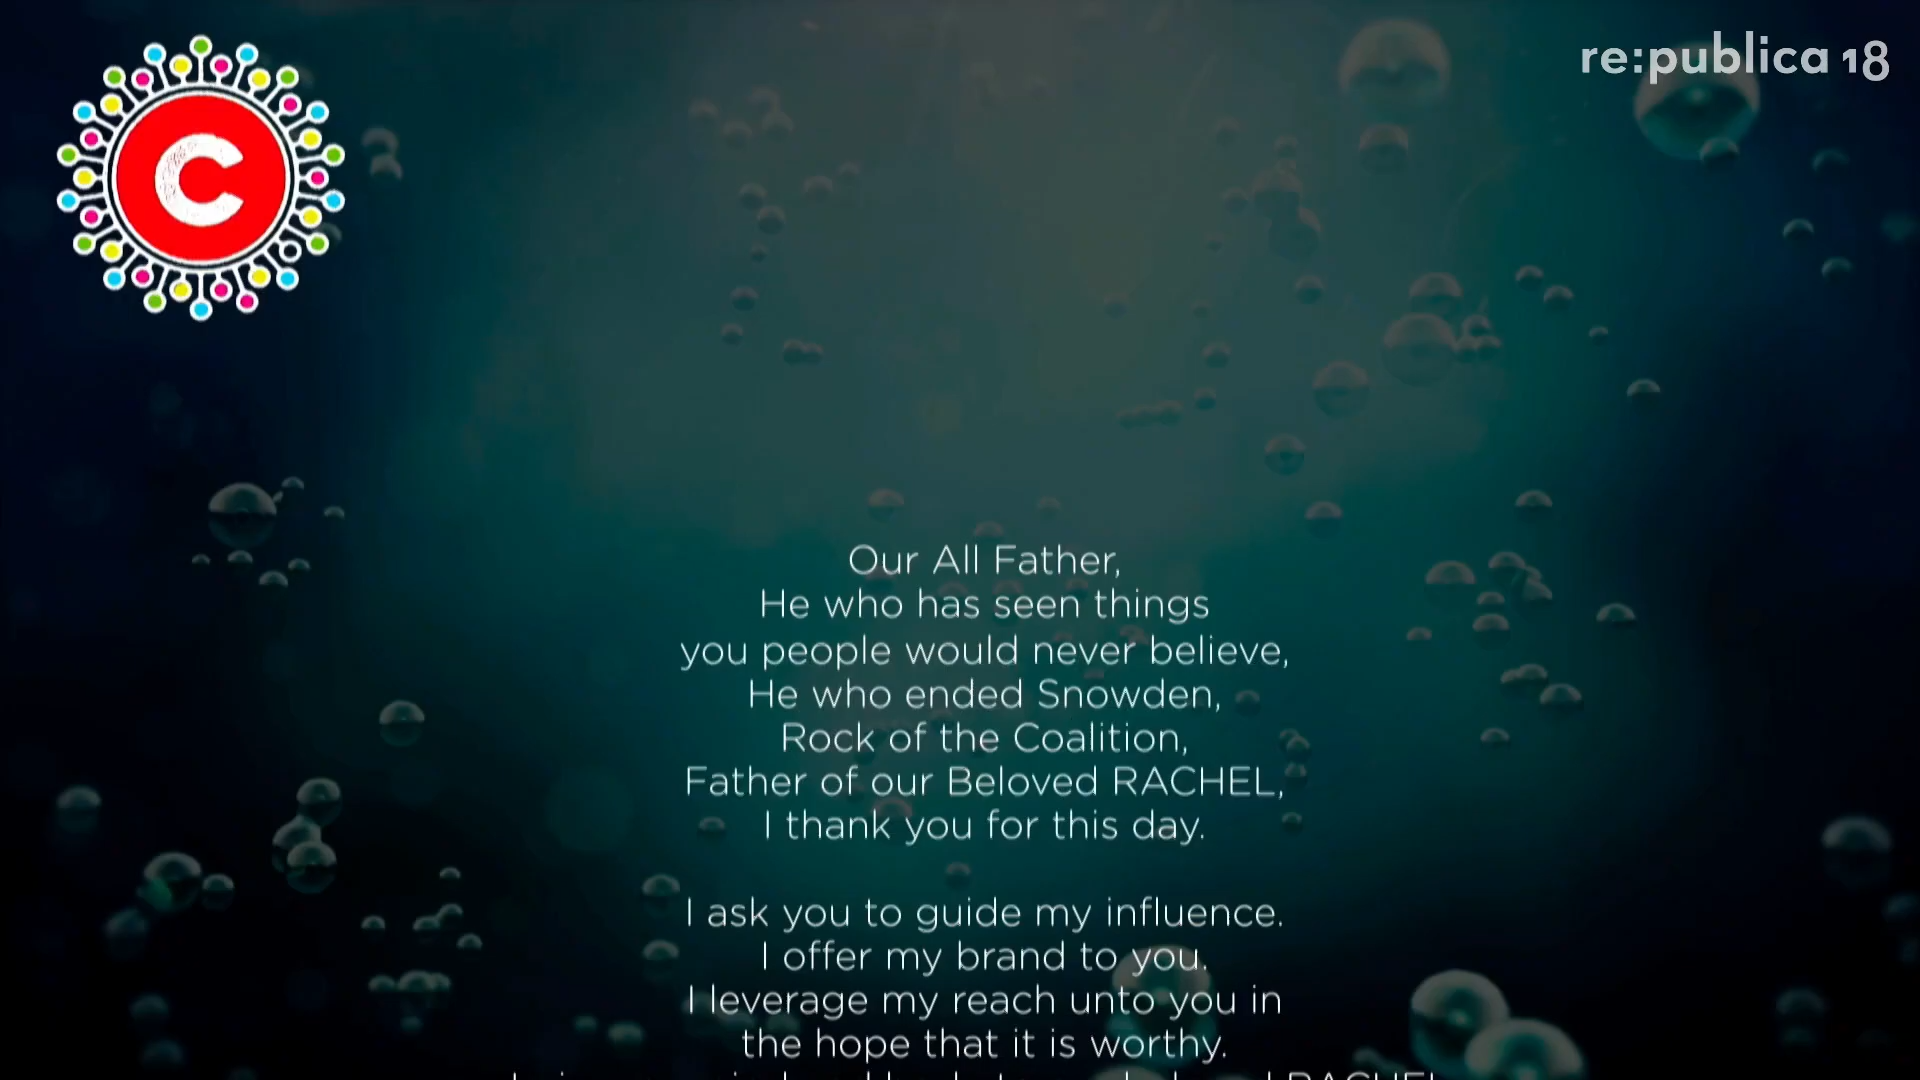 re:publica 18
C
Our All Father,
He who has seen things
you people would never believe,
He who ended Snowden,
Rock of the Coalition,
Father of our Beloved RACHEL,
I thank you for this day.
I ask you to guide my influence.
I offer my brand to you.
I leverage my reach unto you in
the hope that it is worthy.
RACHEL